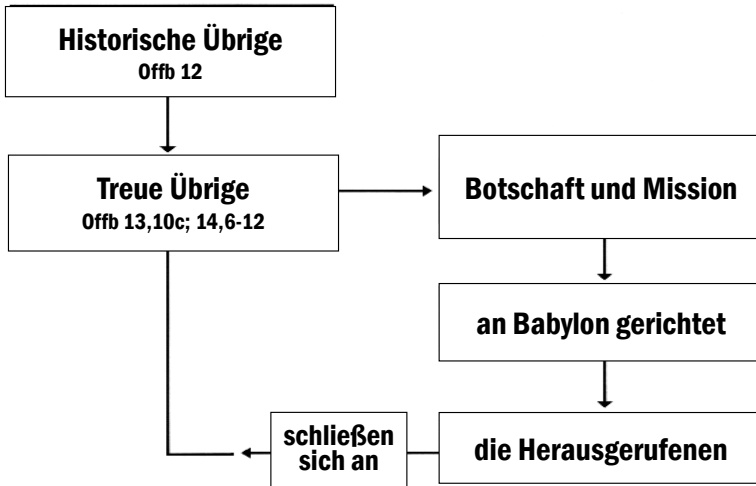 Historische Übrige
Offb 12
Treue Übrige
Offb 13,10c; 14,6-12
Botschaft und Mission
an Babylon gerichtet
die Herausgerufenen
schließen
sich an